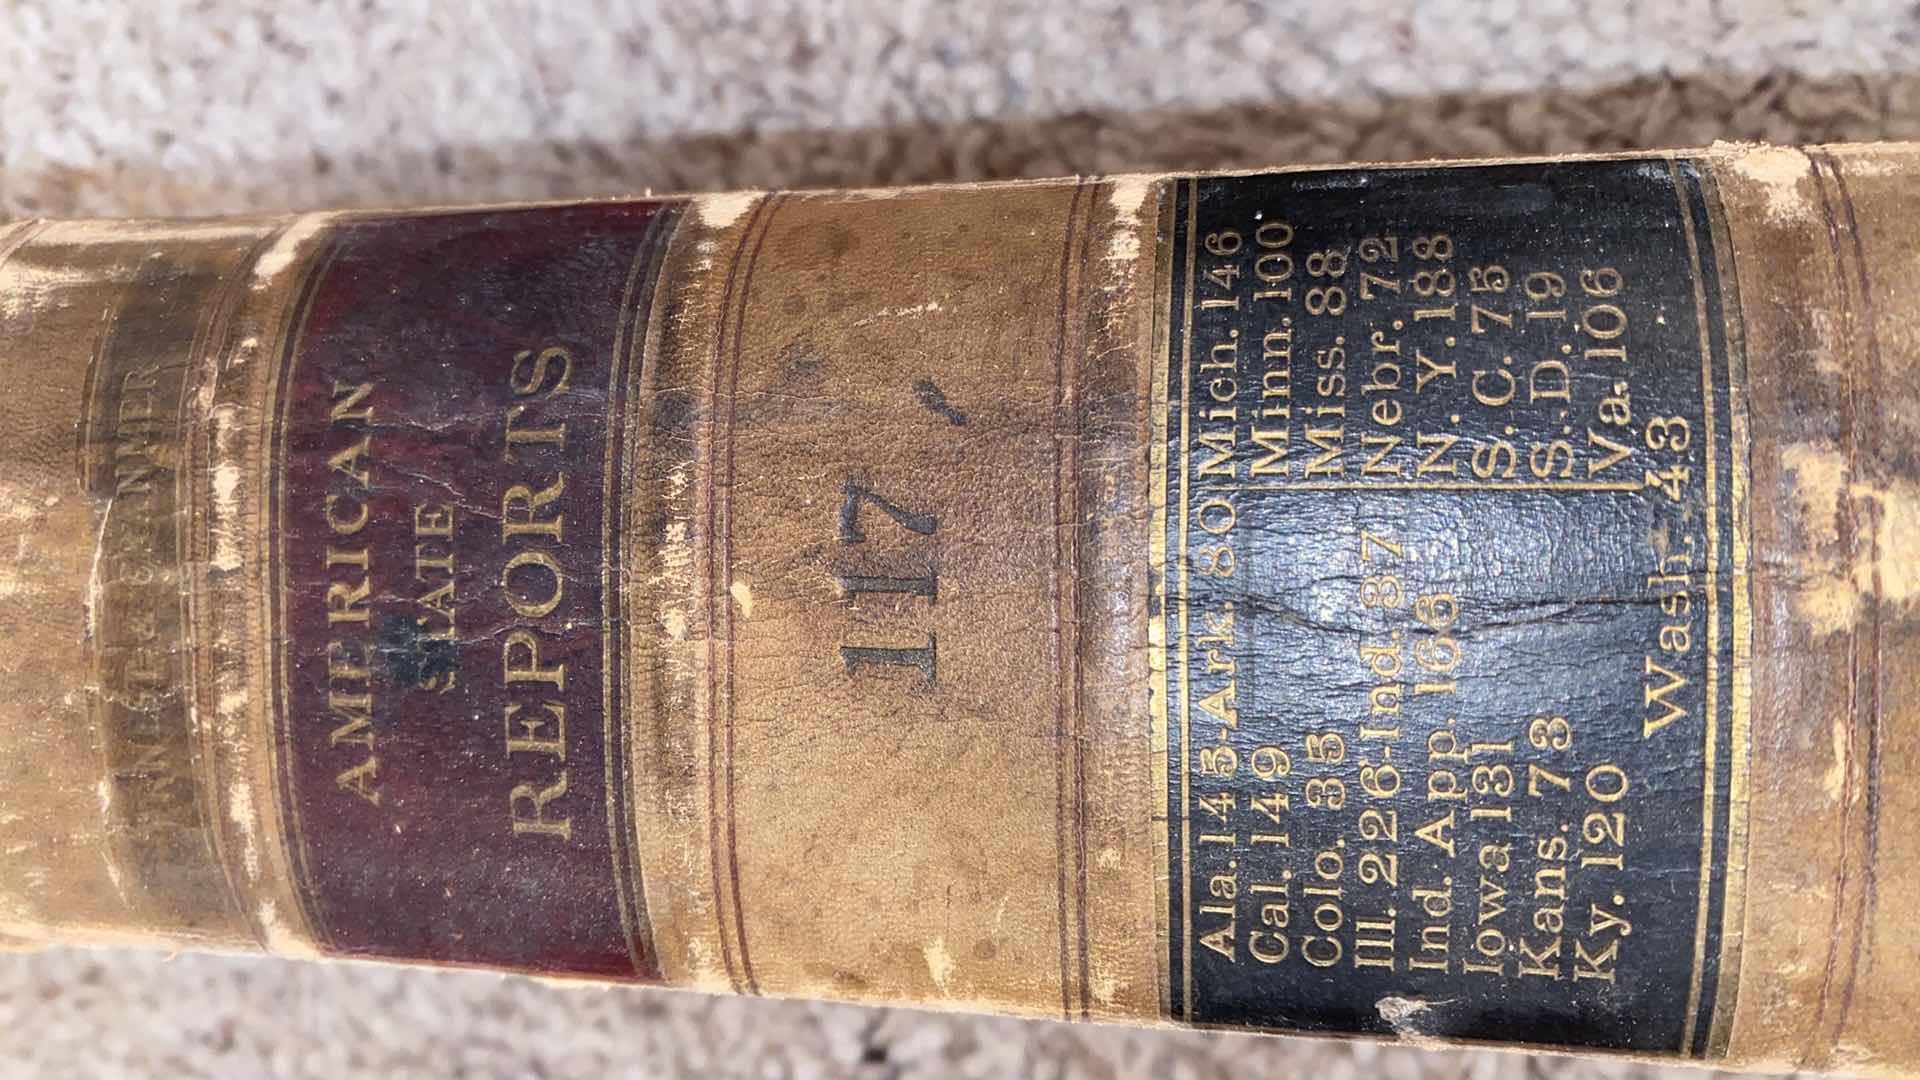 AMERICAN
STATE
REPORTS
117
Ala. 145-Ark. 80
Cal. 149
Colo. 35
Ill. 226-Ind. 37
Ind. App. 166
Iowa 131
Kans. 73
Ky. 120
Mich. 146
Minn. 100
Miss. 88
Nebr. 72
N. Y. 188
S. C. 75
S. D. 19
Va. 106
Wash. 43